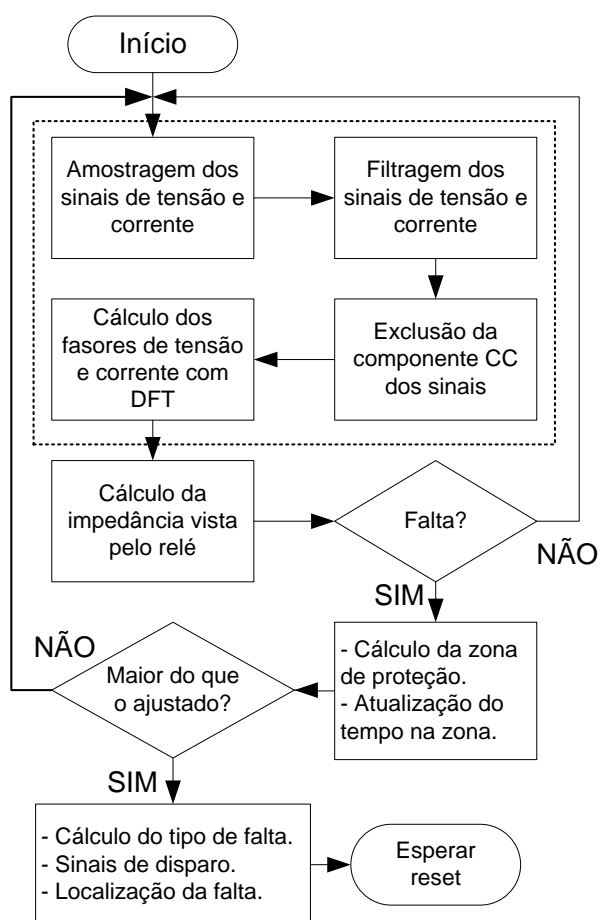 Início
Amostragem dos
sinais de tensão e
corrente
Filtragem dos
sinais de tensão e
corrente
Exclusão da
componente CC
dos sinais
Cálculo dos
fasores de tensão
e corrente com
DFT
Cálculo da
impedância vista
pelo relé
Falta?
NÃO
SIM
- Cálculo da zona
de proteção.
- Atualização do
tempo na zona.
Maior do que
o ajustado?
NÃO
SIM
- Cálculo do tipo de falta.
- Sinais de disparo.
- Localização da falta.
Esperar
reset